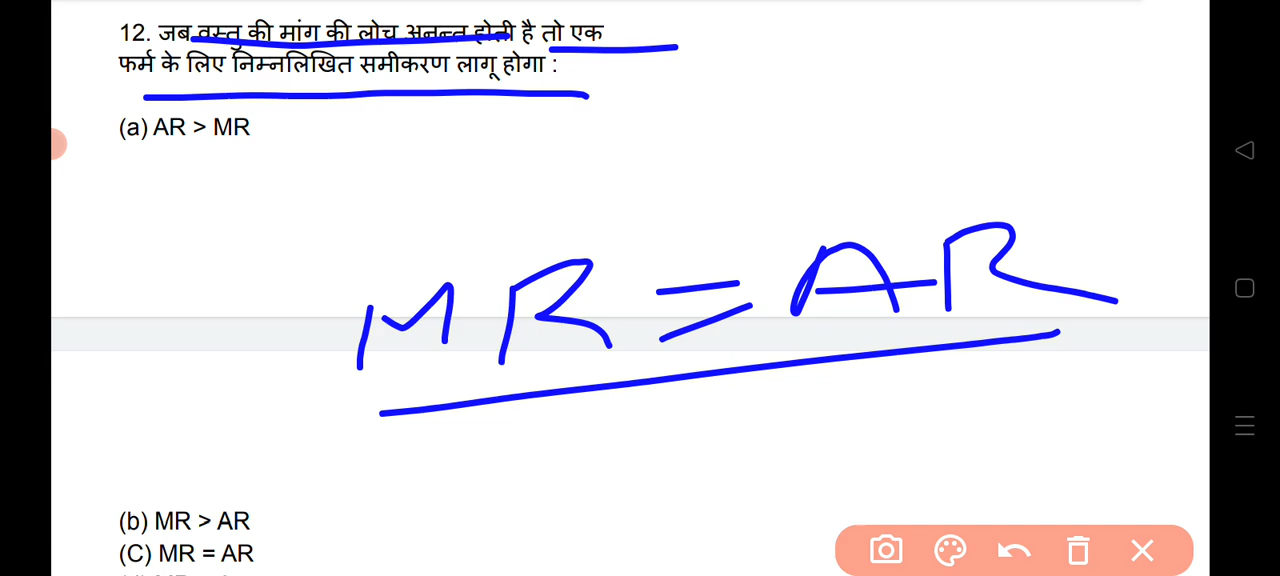 12. जब वस्तु की मांग की लोच अनन्त होती है तो एक
फर्म के लिए निम्नलिखित समीकरण लागू होगा :
(a) AR > MR
MR = AR
(b) MR > AR
(C) MR = AR